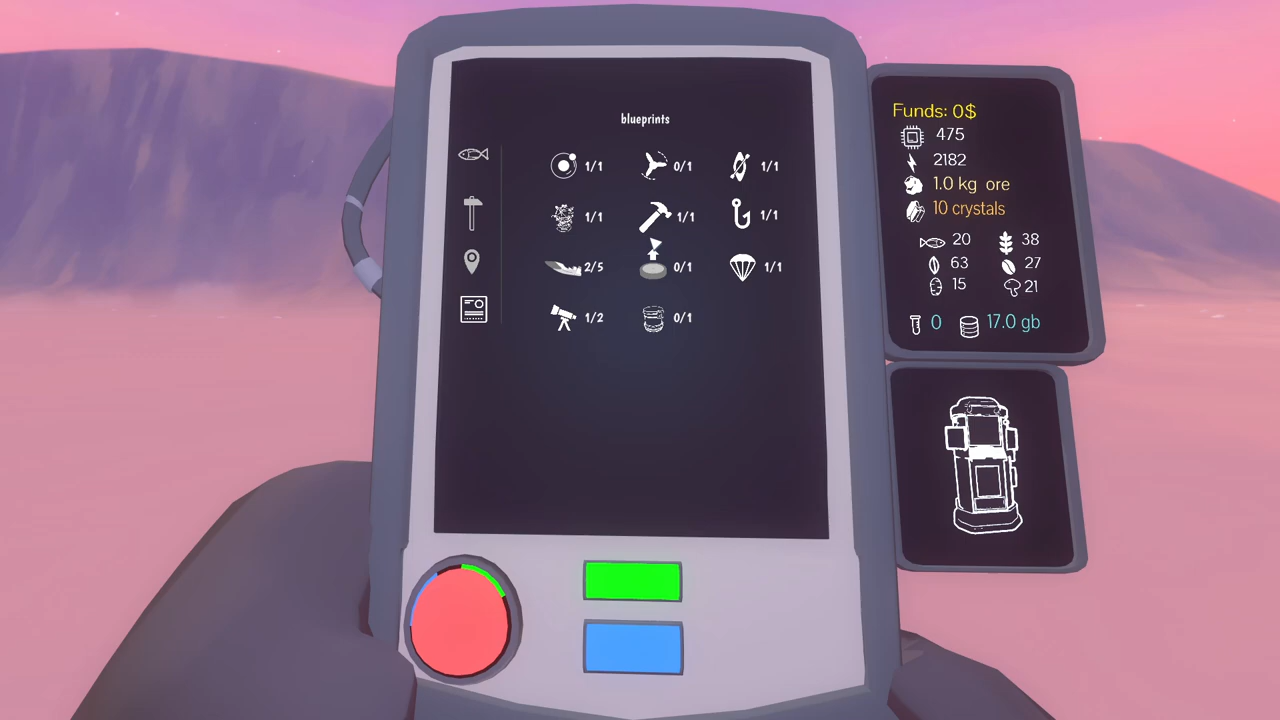 blueprints
1/1 0/1 1/1
1/1 1/1 1/1
2/5 0/1 1/1
1/2 0/1
Funds: 0$
475
2182
1.0 kg ore
10 crystals
20 38
63 27
15 21
0 17.0 gb